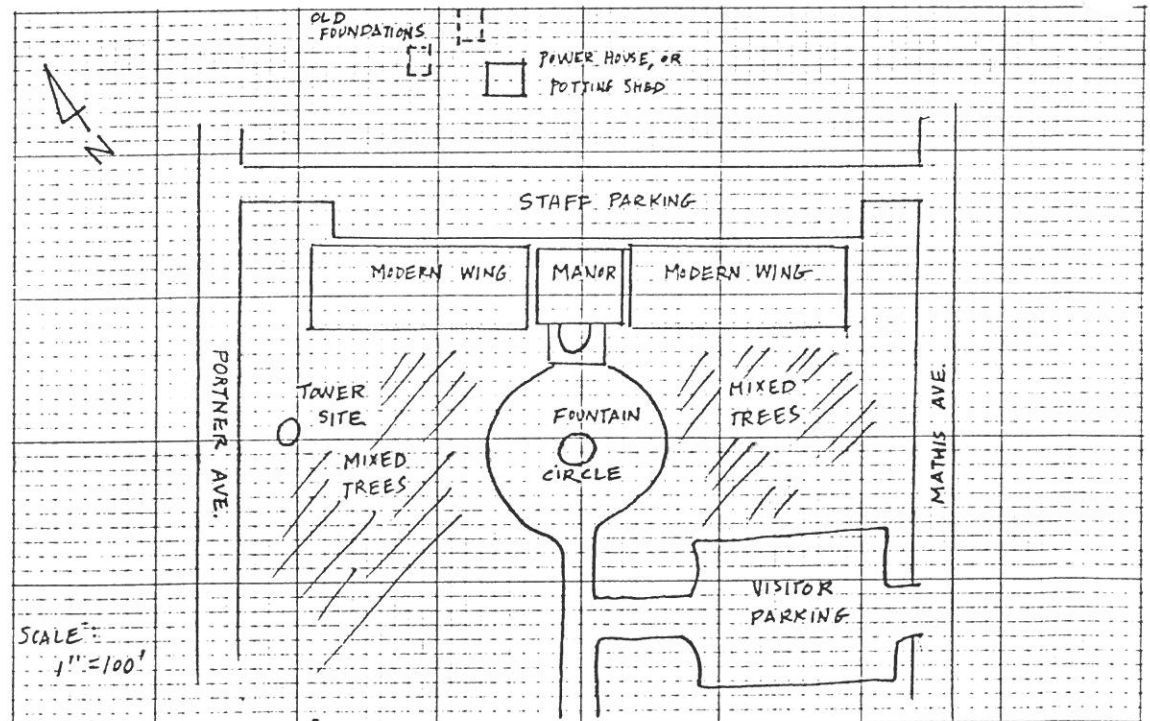 OLD
FOUNDATIONS
POWER HOUSE, OR
POTTING SHED
N
STAFF PARKING
MODERN WING
MANOR
MODERN WING
PORTNER AVE.
TOWER
SITE
MIXED
TREES
FOUNTAIN
CIRCLE
MIXED
TREES
MATHIS AVE.
VISITOR
PARKING
SCALE:
1"=100'